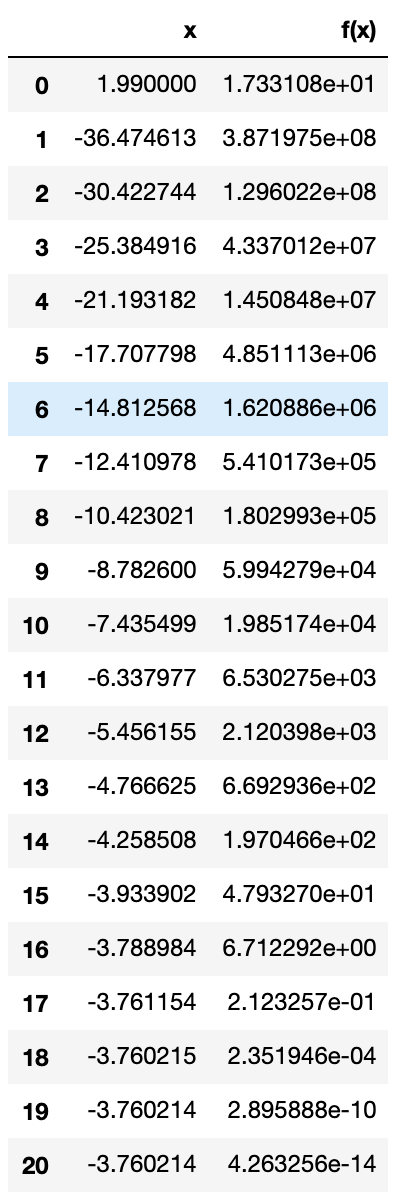 x f(x)
0 1.990000 1.733108e+01
1 -36.474613 3.871975e+08
2 -30.422744 1.296022e+08
3 -25.384916 4.337012e+07
4 -21.193182 1.450848e+07
5 -17.707798 4.851113e+06
6 -14.812568 1.620886e+06
7 -12.410978 5.410173e+05
8 -10.423021 1.802993e+05
9 -8.782600 5.994279e+04
10 -7.435499 1.985174e+04
11 -6.337977 6.530275e+03
12 -5.456155 2.120398e+03
13 -4.766625 6.692936e+02
14 -4.258508 1.970466e+02
15 -3.933902 4.793270e+01
16 -3.788984 6.712292e+00
17 -3.761154 2.123257e-01
18 -3.760215 2.351946e-04
19 -3.760214 2.895888e-10
20 -3.760214 4.263256e-14